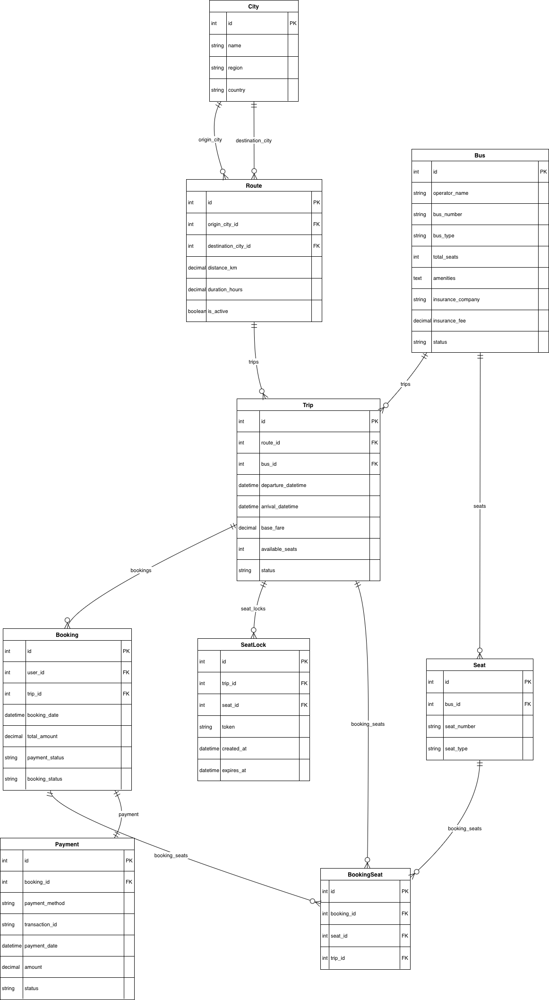 City
int id PK
string name
string region
string country
origin_city
destination_city
Route
int id PK
int origin_city_id FK
int destination_city_id FK
decimal distance_km
decimal duration_hours
boolean is_active
Bus
int id PK
string operator_name
string bus_number
string bus_type
int total_seats
text amenities
string insurance_company
decimal insurance_fee
string status
trips
trips
Trip
int id PK
int route_id FK
int bus_id FK
datetime departure_datetime
datetime arrival_datetime
decimal base_fare
int available_seats
string status
seats
bookings
seat_locks
booking_seats
Booking
int id PK
int user_id FK
int trip_id FK
datetime booking_date
decimal total_amount
string payment_status
string booking_status
SeatLock
int id PK
int trip_id FK
int seat_id FK
string token
datetime created_at
datetime expires_at
Seat
int id PK
int bus_id FK
string seat_number
string seat_type
payment
booking_seats
booking_seats
Payment
int id PK
int booking_id FK
string payment_method
string transaction_id
datetime payment_date
decimal amount
string status
BookingSeat
int id PK
int booking_id FK
int seat_id FK
int trip_id FK